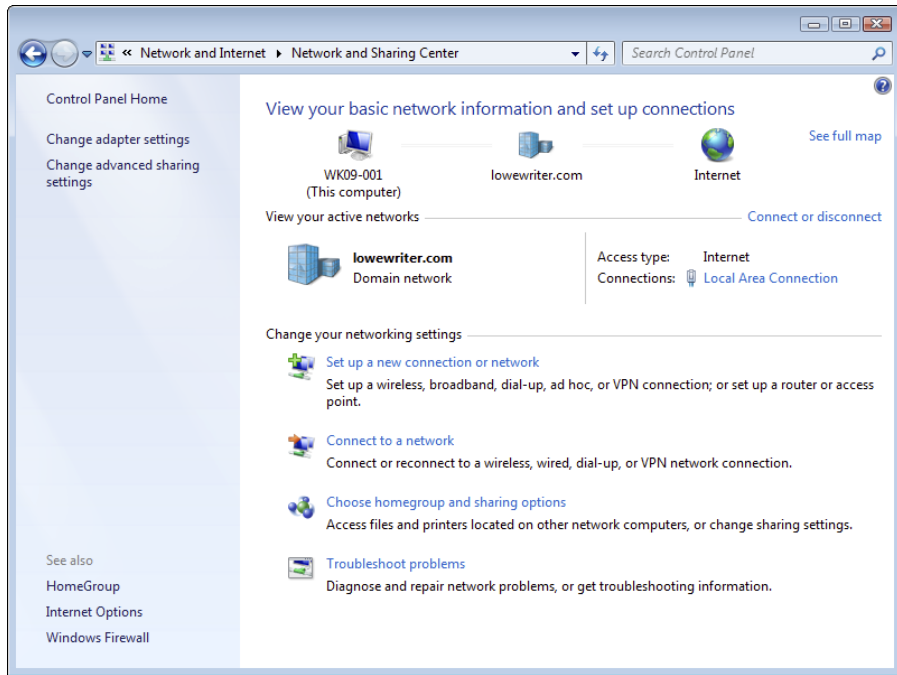 « Network and Internet ▸ Network and Sharing Center
Search Control Panel
Control Panel Home
Change adapter settings
Change advanced sharing
settings
See also
HomeGroup
Internet Options
Windows Firewall
View your basic network information and set up connections
See full map
WK09-001
(This computer)
lowewriter.com
Internet
View your active networks
Connect or disconnect
lowewriter.com
Domain network
Access type: Internet
Connections: Local Area Connection
Change your networking settings
Set up a new connection or network
Set up a wireless, broadband, dial-up, ad hoc, or VPN connection; or set up a router or access
point.
Connect to a network
Connect or reconnect to a wireless, wired, dial-up, or VPN network connection.
Choose homegroup and sharing options
Access files and printers located on other network computers, or change sharing settings.
Troubleshoot problems
Diagnose and repair network problems, or get troubleshooting information.